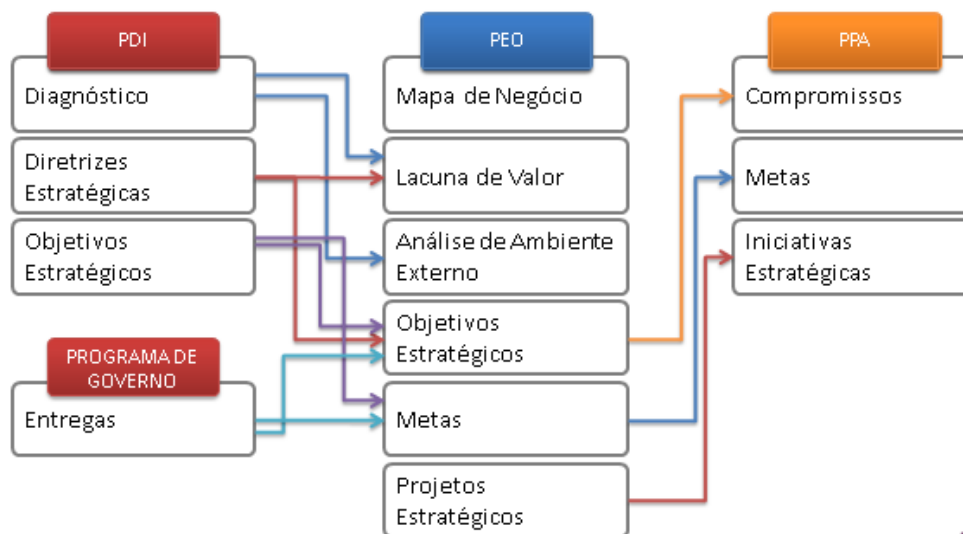 PDI
Diagnóstico
Diretrizes
Estratégicas
Objetivos
Estratégicos
PROGRAMA DE
GOVERNO
Entregas
PEO
Mapa de Negócio
Lacuna de Valor
Análise de Ambiente
Externo
Objetivos
Estratégicos
Metas
Projetos
Estratégicos
PPA
Compromissos
Metas
Iniciativas
Estratégicas